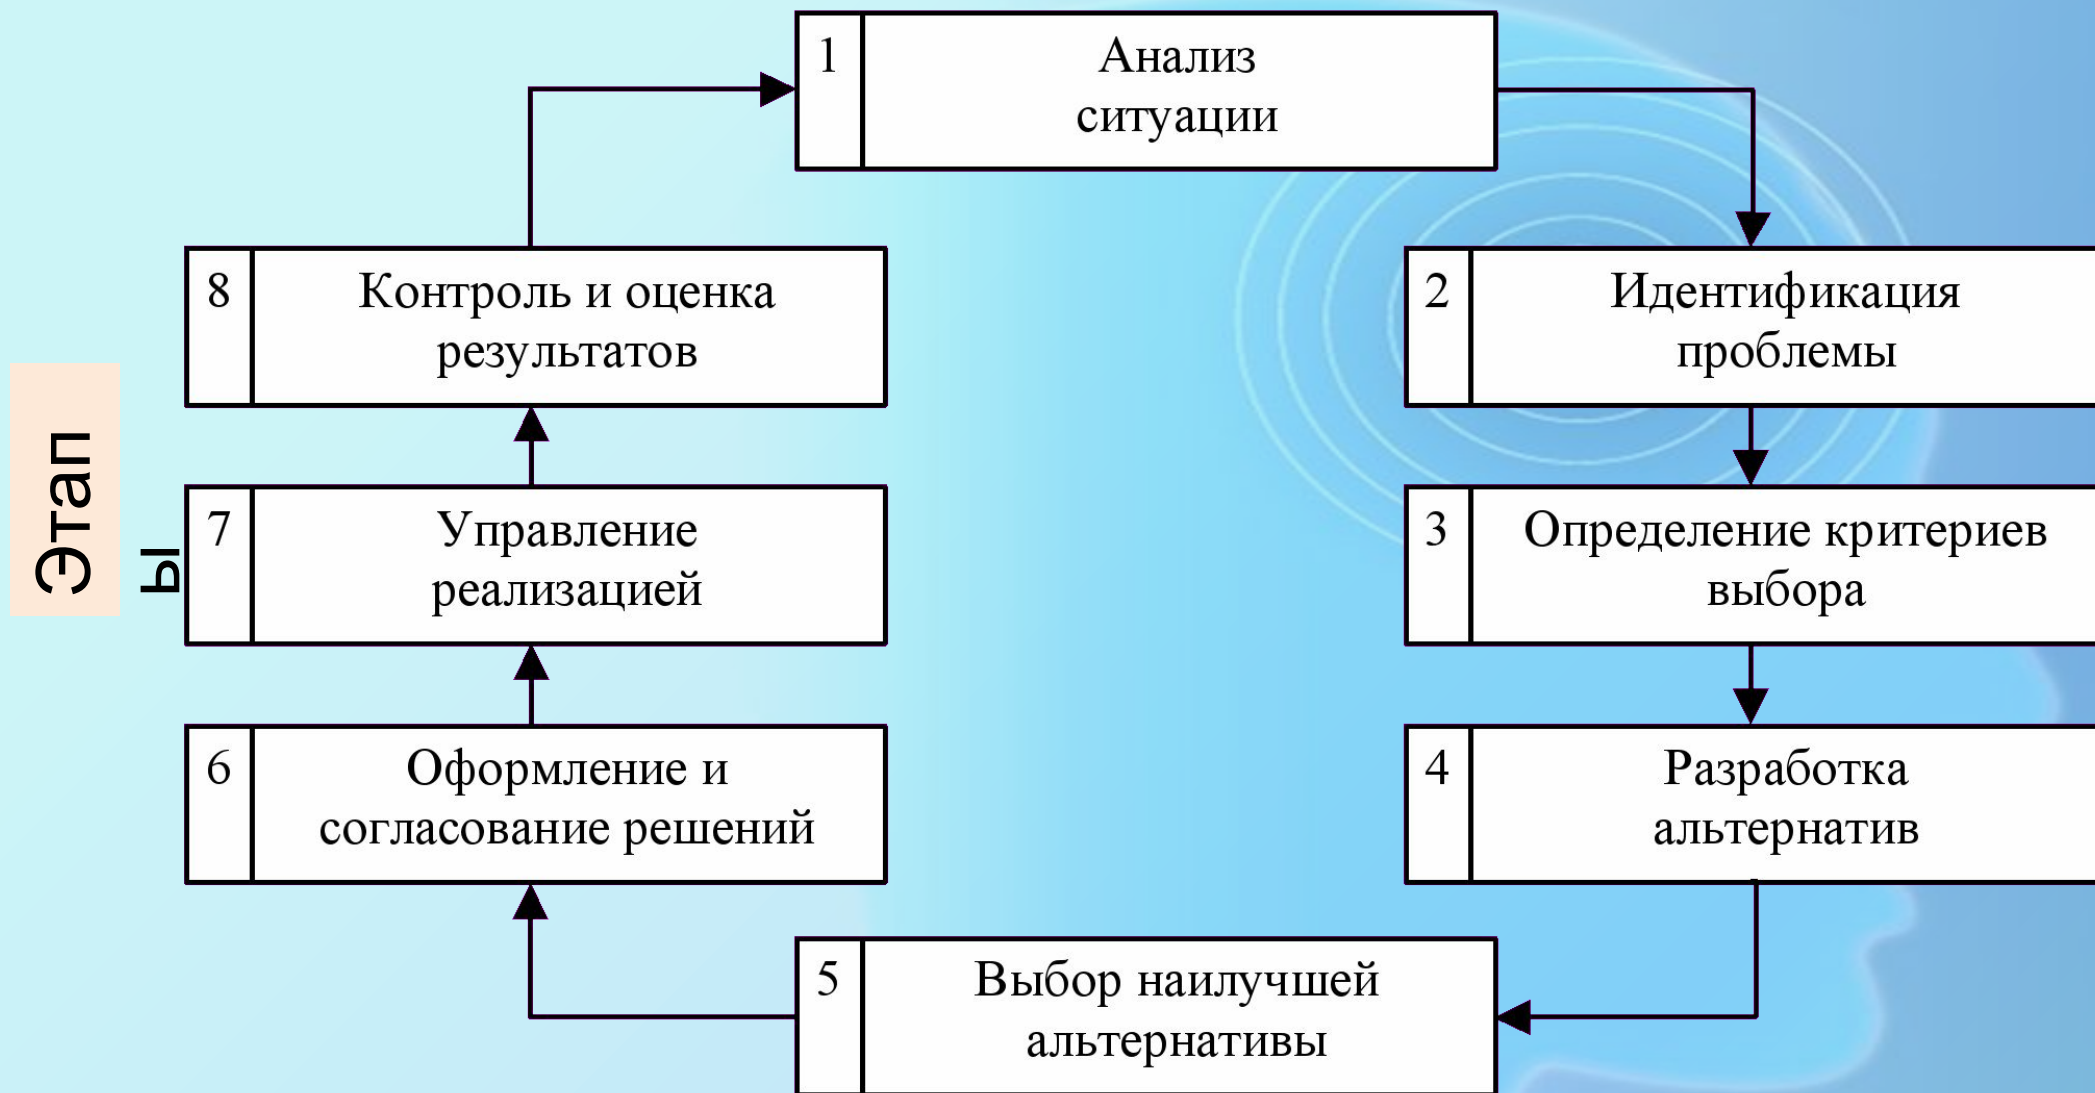 Этап
ы
1
Анализ
ситуации
2
Идентификация
проблемы
3
Определение критериев
выбора
4
Разработка
альтернатив
5
Выбор наилучшей
альтернативы
6
Оформление и
согласование решений
7
Управление
реализацией
8
Контроль и оценка
результатов